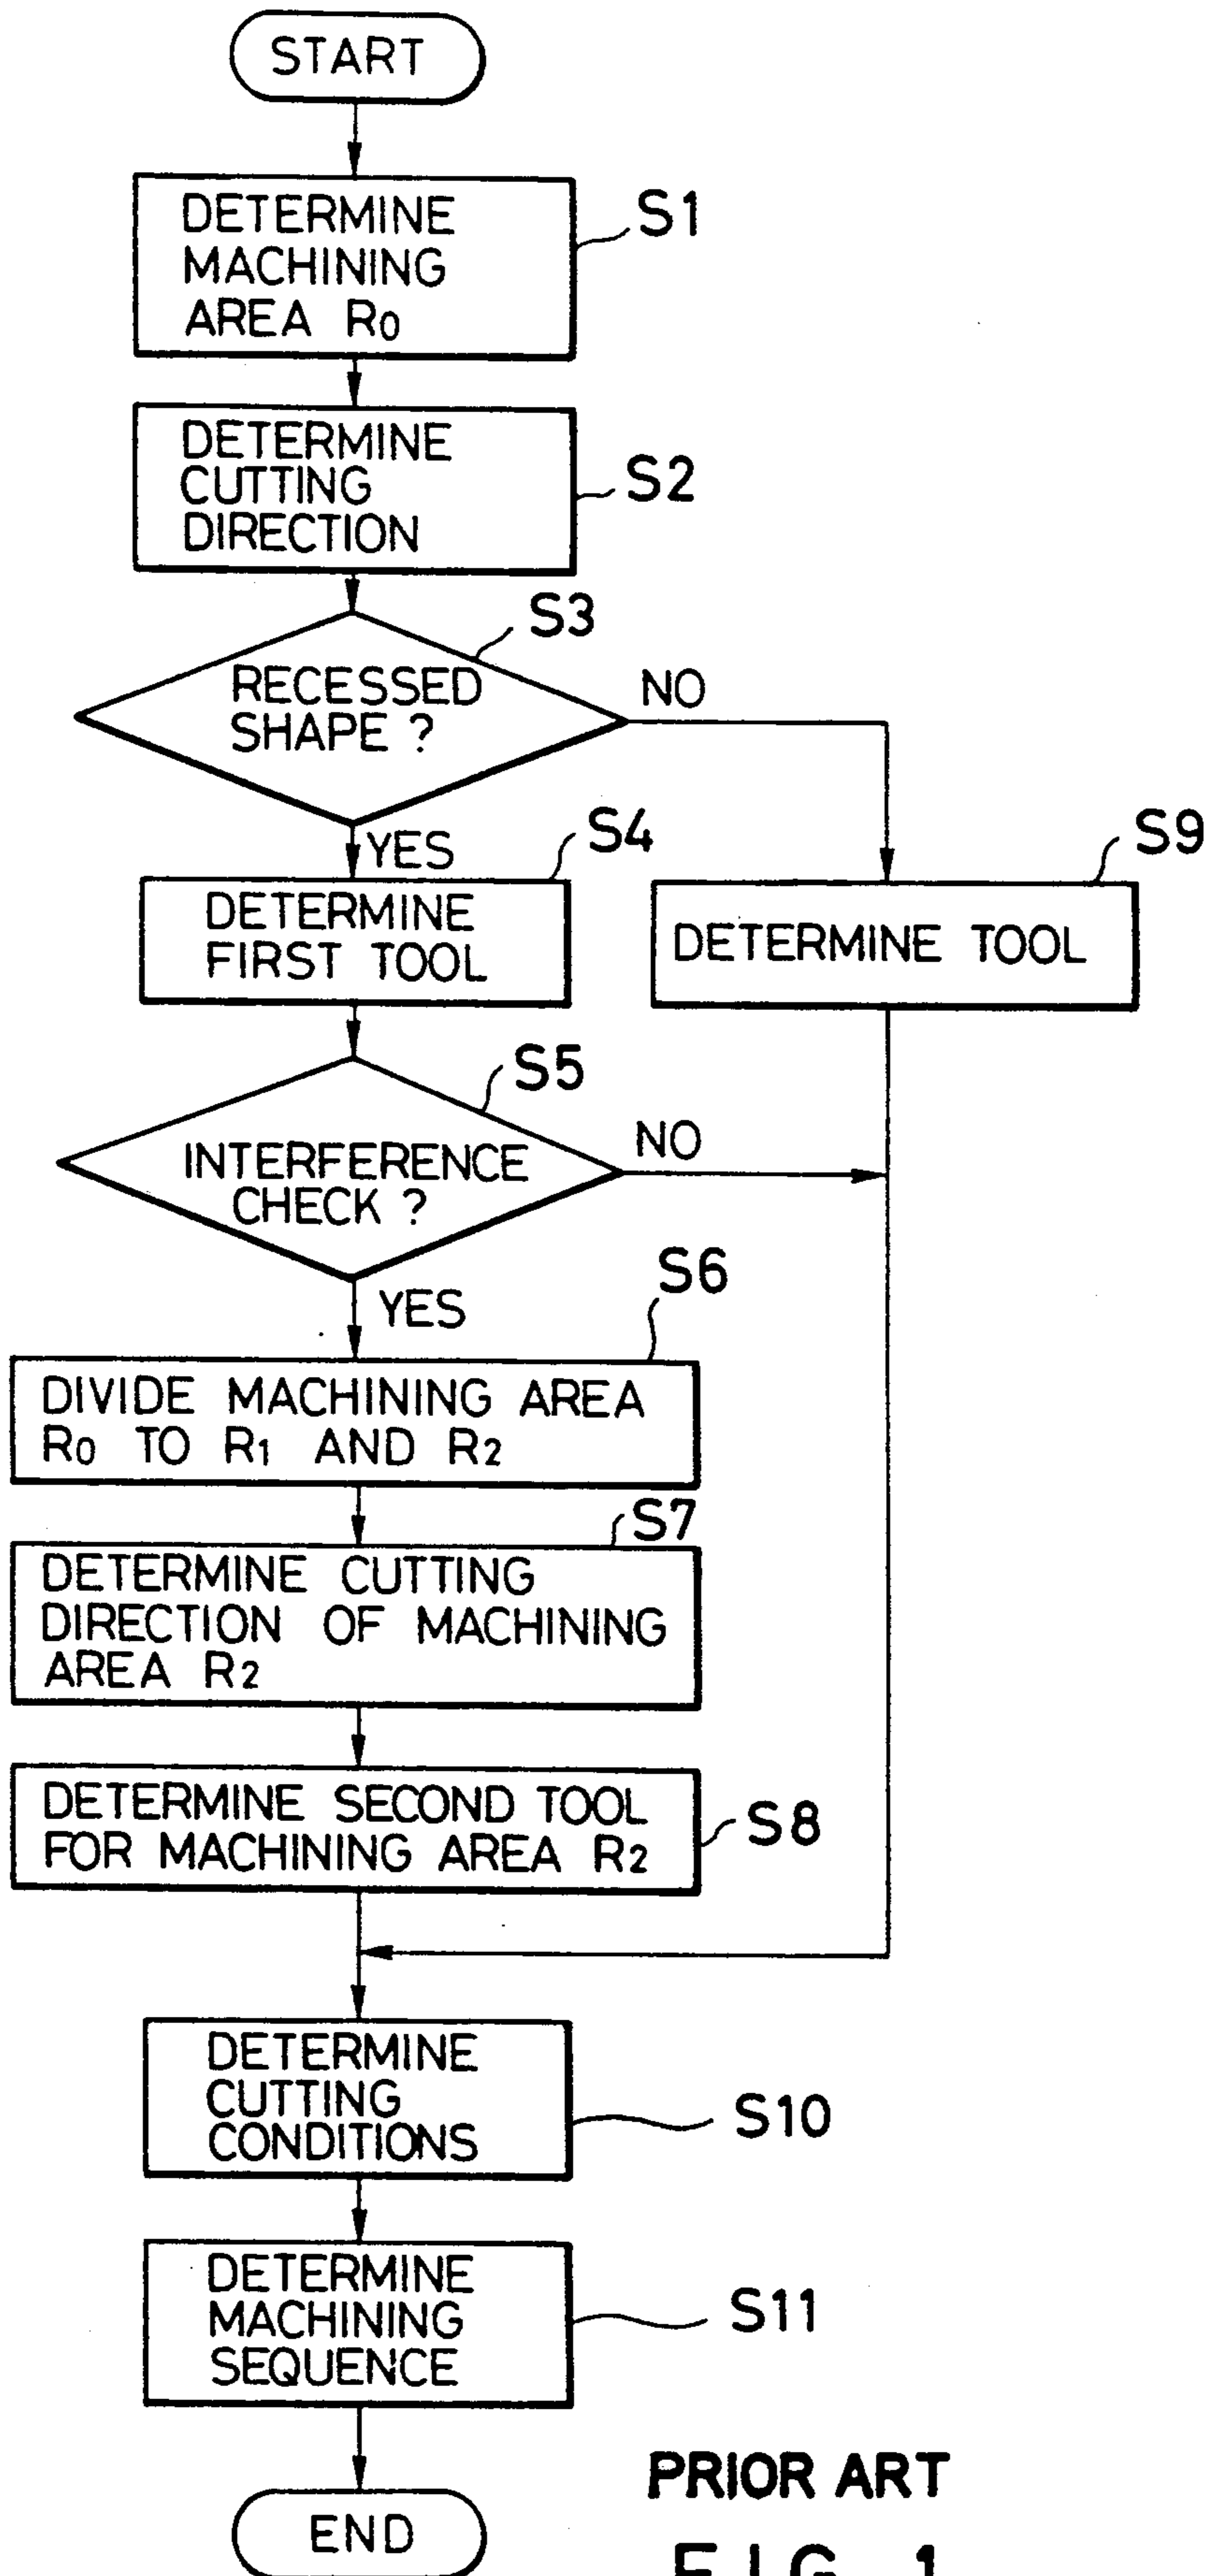 START
DETERMINE
MACHINING
AREA R0
S1
DETERMINE
CUTTING
DIRECTION
S2
S3
RECESSED
SHAPE ?
NO
YES
S4
DETERMINE
FIRST TOOL
S9
DETERMINE TOOL
S5
INTERFERENCE
CHECK ?
NO
YES
S6
DIVIDE MACHINING AREA
R0 TO R1 AND R2
S7
DETERMINE CUTTING
DIRECTION OF MACHINING
AREA R2
DETERMINE SECOND TOOL
FOR MACHINING AREA R2
S8
DETERMINE
CUTTING
CONDITIONS
S10
DETERMINE
MACHINING
SEQUENCE
S11
END
PRIOR ART
FIG. 1